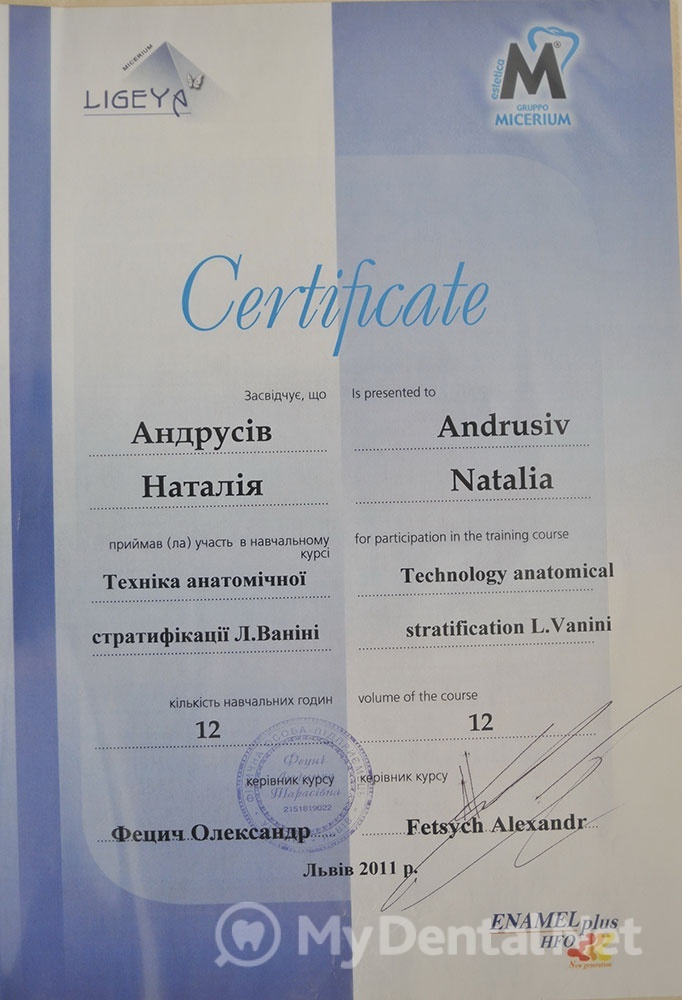 MICERIUM
LIGEYA
estetica
M®
GRUPPO
MICERIUM
Certificate
Засвідчує, що
Андрусів
Наталія
приймав (ла) участь в навчальному
курсі
Техніка анатомічної
стратифікації Л.Ваніні
кількість навчальних годин
12
керівник курсу
Фецич Олександр
Is presented to
Andrusiv
Natalia
for participation in the training course
Technology anatomical
stratification L.Vanini
volume of the course
12
керівник курсу
Fetsych Alexandr
2151819022
Львів 2011 р.
ENAMEL plus
HFO
New generation
MyDental.Net